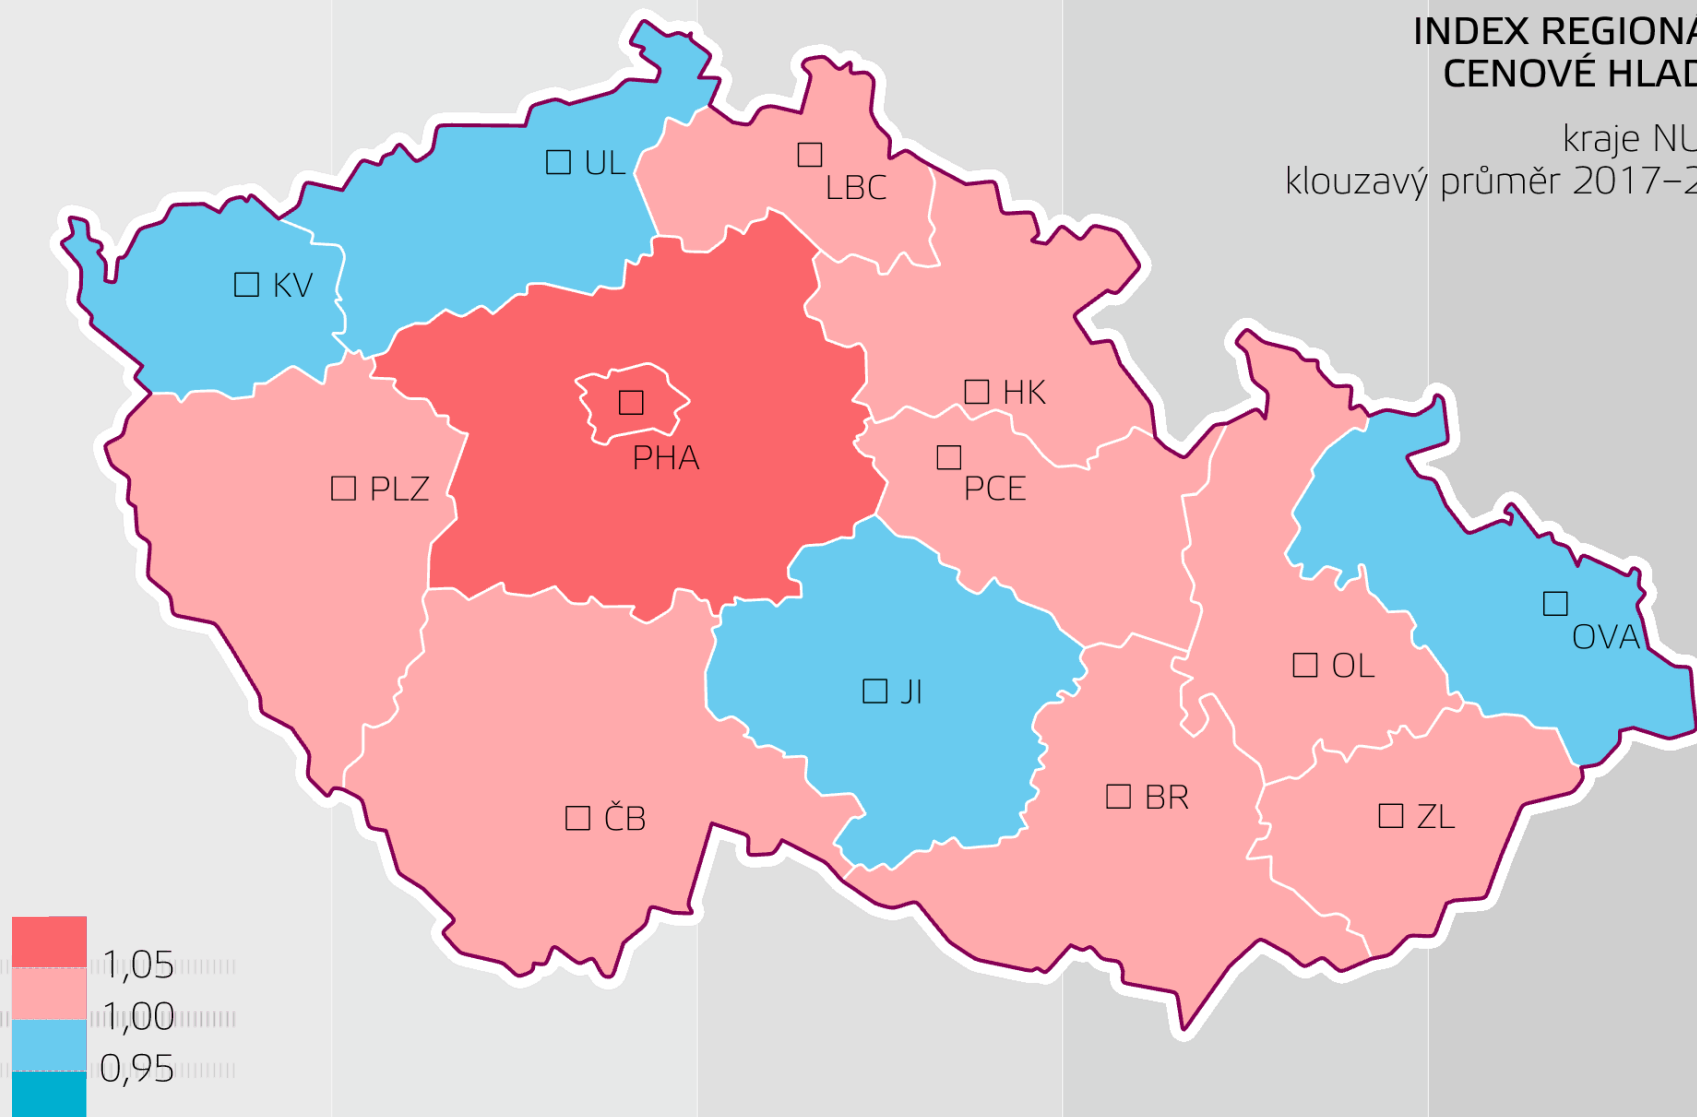 INDEX REGIONÁ
CENOVÉ HLAD
kraje NU
klouzavý průměr 2017–2
UL
LBC
KV
HK
PHA
PCE
PLZ
OVA
OL
JI
BR
ZL
ČB
1,05
1,00
0,95